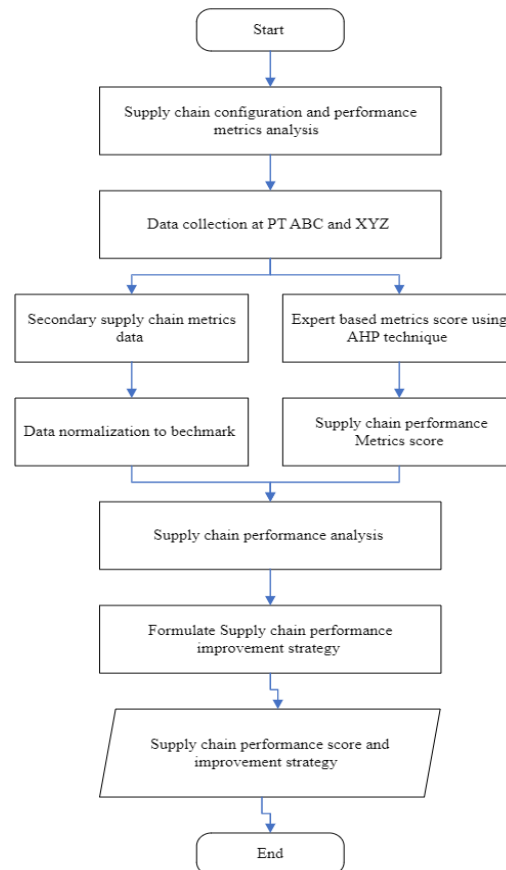 Start
Supply chain configuration and performance
metrics analysis
Data collection at PT ABC and XYZ
Secondary supply chain metrics
data
Expert based metrics score using
AHP technique
Data normalization to bechmark
Supply chain performance
Metrics score
Supply chain performance analysis
Formulate Supply chain performance
improvement strategy
Supply chain performance score and
improvement strategy
End